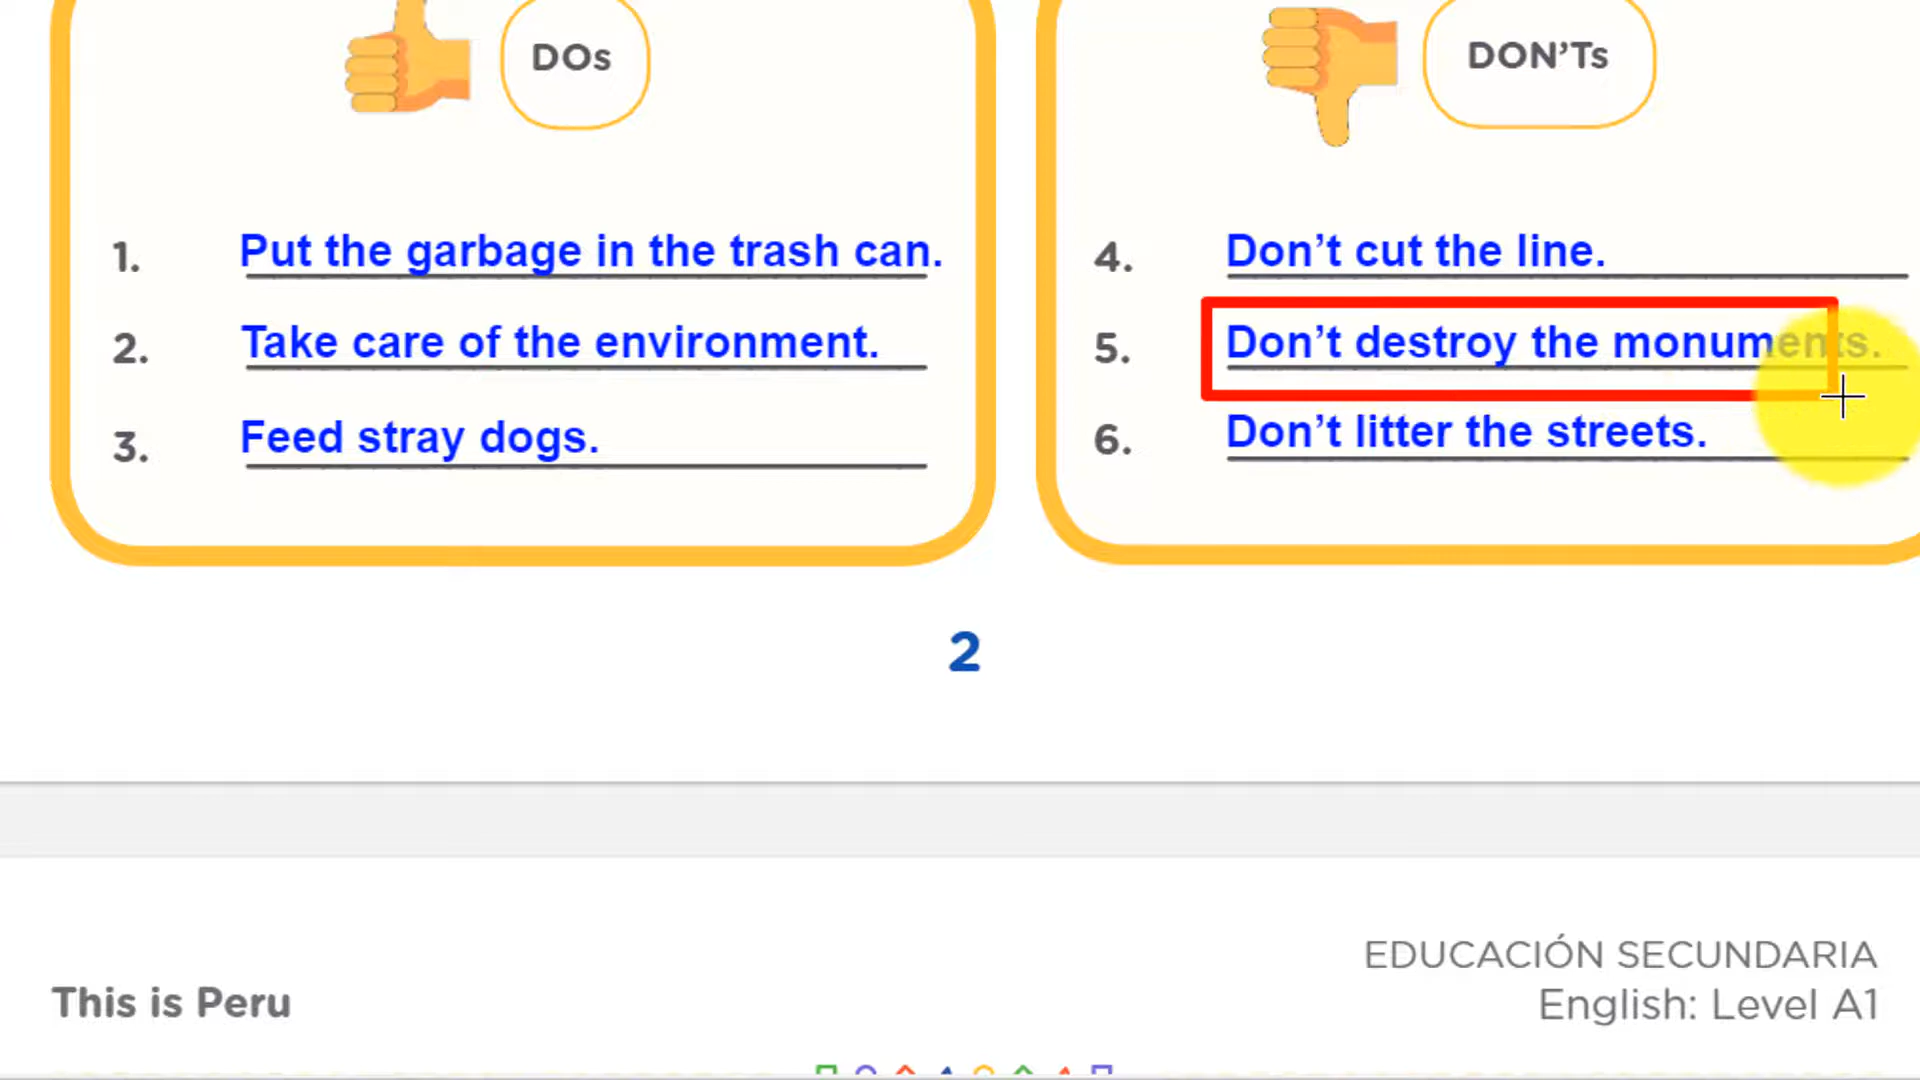 DOs
1. Put the garbage in the trash can.
2. Take care of the environment.
3. Feed stray dogs.
DON'Ts
4. Don't cut the line.
5. Don't destroy the monuments.
6. Don't litter the streets.
2
This is Peru
EDUCACIÓN SECUNDARIA
English: Level A1